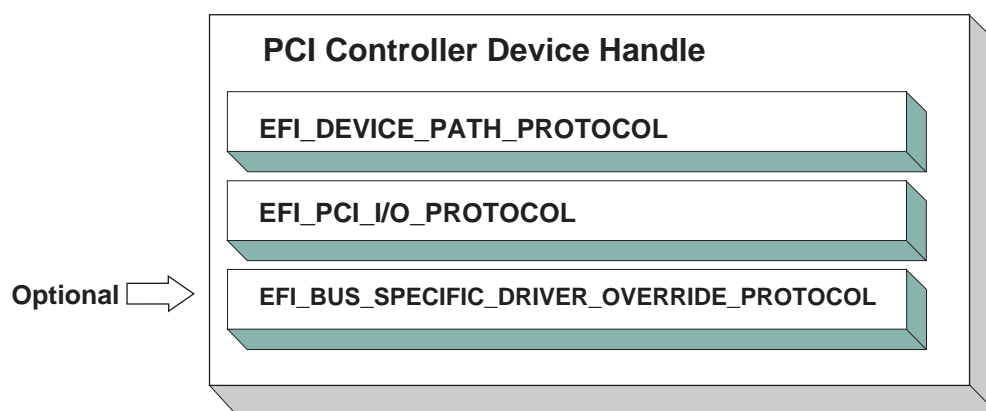 PCI Controller Device Handle
EFI_DEVICE_PATH_PROTOCOL
EFI_PCI_I/O_PROTOCOL
Optional
EFI_BUS_SPECIFIC_DRIVER_OVERRIDE_PROTOCOL